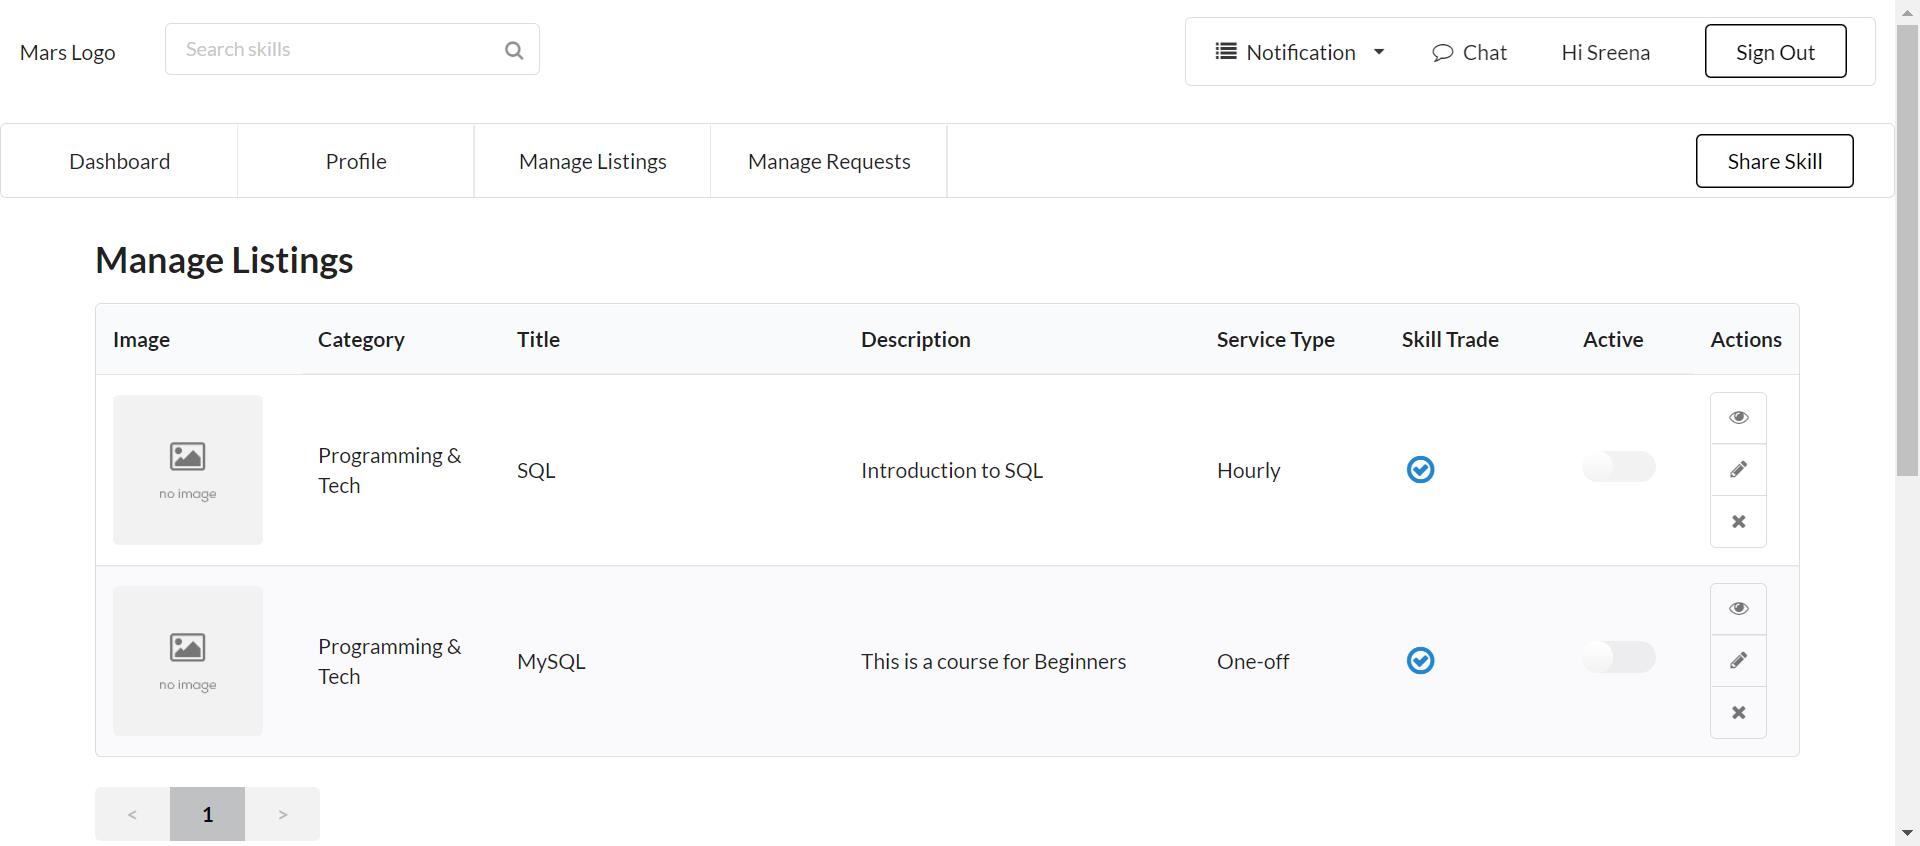 Mars Logo
Search skills
Notification
Chat
Hi Sreena
Sign Out
Dashboard
Profile
Manage Listings
Manage Requests
Share Skill
Manage Listings
Image Category Title Description Service Type Skill Trade Active Actions
no image
Programming &
Tech
SQL
Introduction to SQL
Hourly
no image
Programming &
Tech
MySQL
This is a course for Beginners
One-off
< 1 >